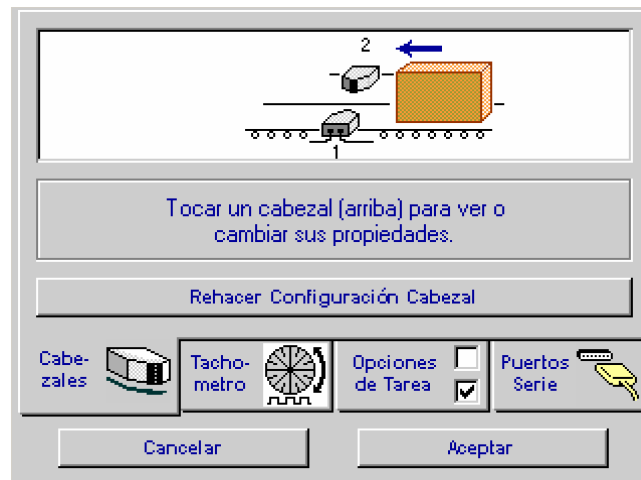 2
1
Tocar un cabezal (arriba) para ver o
cambiar sus propiedades.
Rehacer Configuración Cabezal
Cabe-
zales
Tacho-
metro
Opciones
de Tarea
Puertos
Serie
Cancelar
Aceptar